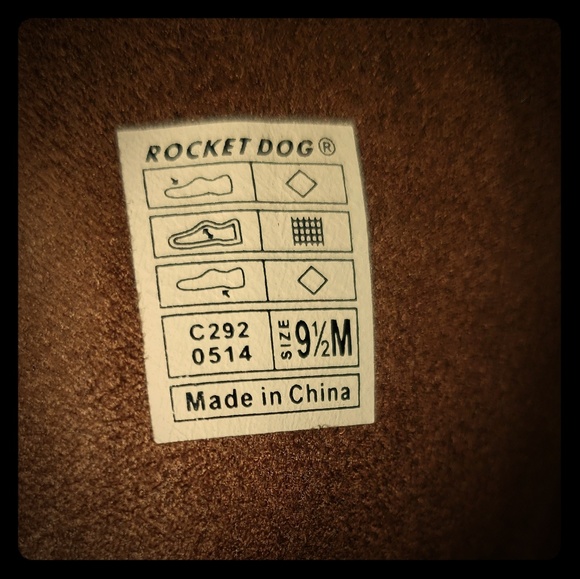 ROCKET DOG®
C292
0514
SIZE 9½M
Made in China